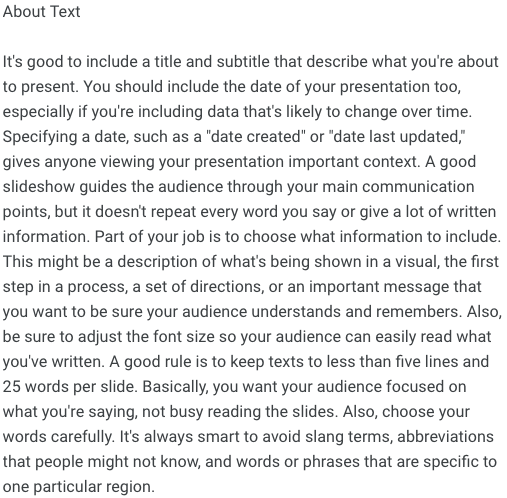 About Text
It's good to include a title and subtitle that describe what you're about
to present. You should include the date of your presentation too,
especially if you're including data that's likely to change over time.
Specifying a date, such as a "date created" or "date last updated,"
gives anyone viewing your presentation important context. A good
slideshow guides the audience through your main communication
points, but it doesn't repeat every word you say or give a lot of written
information. Part of your job is to choose what information to include.
This might be a description of what's being shown in a visual, the first
step in a process, a set of directions, or an important message that
you want to be sure your audience understands and remembers. Also,
be sure to adjust the font size so your audience can easily read what
you've written. A good rule is to keep texts to less than five lines and
25 words per slide. Basically, you want your audience focused on
what you're saying, not busy reading the slides. Also, choose your
words carefully. It's always smart to avoid slang terms, abbreviations
that people might not know, and words or phrases that are specific to
one particular region.